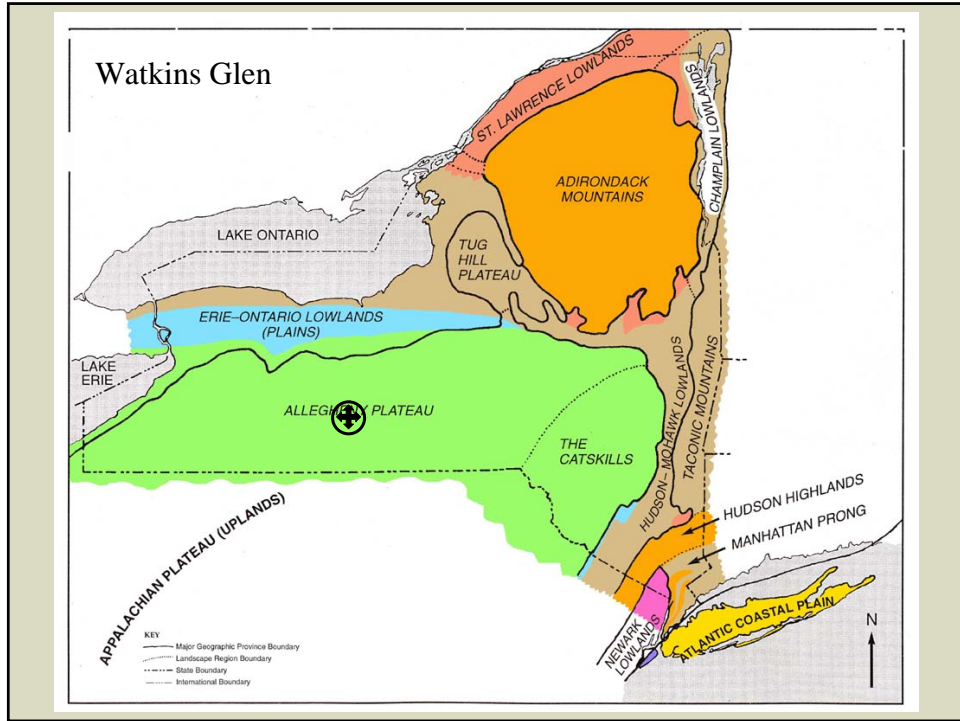 Watkins Glen
ST. LAWRENCE LOWLANDS
CHAMPLAIN LOWLANDS
ADIRONDACK
MOUNTAINS
LAKE ONTARIO
TUG
HILL
PLATEAU
ERIE–ONTARIO LOWLANDS
(PLAINS)
LAKE
ERIE
ALLEGHENY PLATEAU
THE
CATSKILLS
HUDSON–MOHAWK LOWLANDS
TACONIC MOUNTAINS
HUDSON HIGHLANDS
MANHATTAN PRONG
APPALACHIAN PLATEAU (UPLANDS)
NEWARK
LOWLANDS
ATLANTIC COASTAL PLAIN
N
KEY
Major Geographic Province Boundary
Landscape Region Boundary
State Boundary
International Boundary